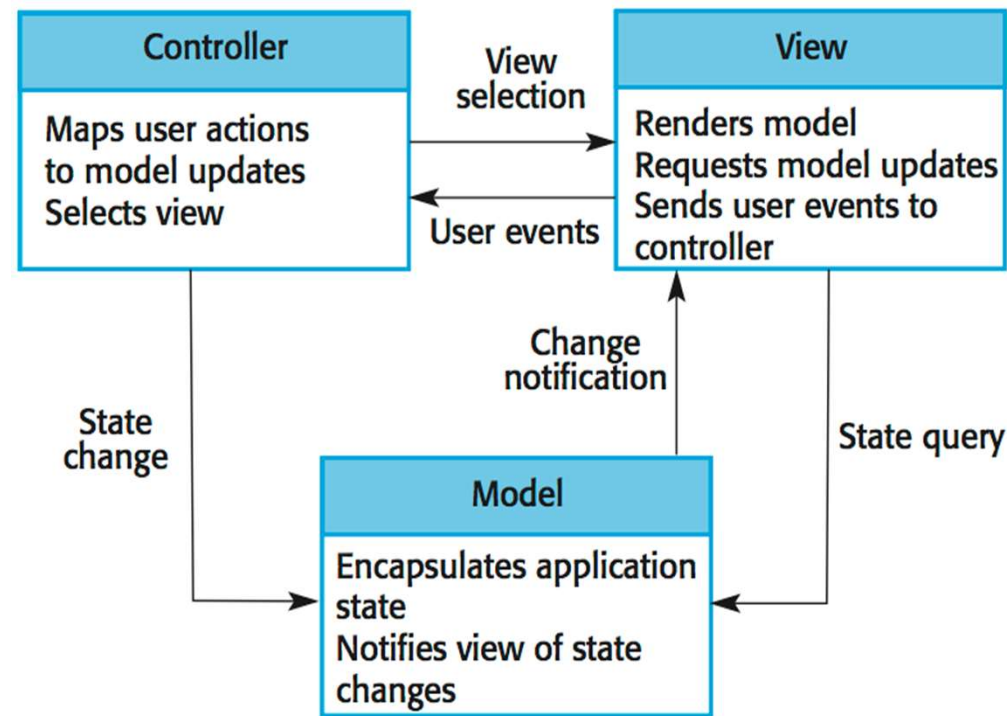 Controller
Maps user actions
to model updates
Selects view
View
selection
User events
View
Renders model
Requests model updates
Sends user events to
controller
State
change
Change
notification
State query
Model
Encapsulates application
state
Notifies view of state
changes